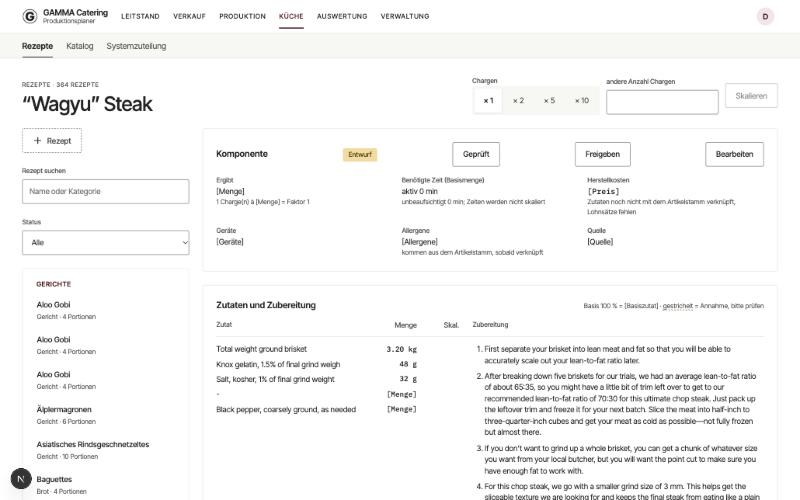 GAMMA Catering
Produktionsplaner
LEITSTAND VERKAUF PRODUKTION KÜCHE AUSWERTUNG VERWALTUNG
D
Rezepte Katalog Systemzuteilung
REZEPTE · 364 REZEPTE
“Wagyu” Steak
Chargen
× 1 × 2 × 5 × 10
andere Anzahl Chargen
Skalieren
+ Rezept
Rezept suchen
Name oder Kategorie
Status
Alle
GERICHTE
Aloo Gobi
Gericht · 4 Portionen
Aloo Gobi
Gericht · 4 Portionen
Aloo Gobi
Gericht · 4 Portionen
Älplermagronen
Gericht · 6 Portionen
Asiatisches Rindsgeschnetzeltes
Gericht · 10 Portionen
Baguettes
Brot · 4 Portionen
N
Komponente
Entwurf
Geprüft
Freigeben
Bearbeiten
Ergibt
[Menge]
1 Charge(n) à [Menge] = Faktor 1
Benötigte Zeit (Basismenge)
aktiv 0 min
unbeaufsichtigt 0 min; Zeiten werden nicht skaliert
Herstellkosten
[Preis]
Zutaten noch nicht mit dem Artikelstamm verknüpft,
Lohnsätze fehlen
Geräte
[Geräte]
Allergene
[Allergene]
kommen aus dem Artikelstamm, sobald verknüpft
Quelle
[Quelle]
Zutaten und Zubereitung
Basis 100 % = [Basiszutat] · gestrichelt = Annahme, bitte prüfen
Zutat Menge Skal. Zubereitung
Total weight ground brisket 3.20 kg
Knox gelatin, 1.5% of final grind weigh 48 g
Salt, kosher, 1% of final grind weight 32 g
- [Menge]
Black pepper, coarsely ground, as needed [Menge]
1. First separate your brisket into lean meat and fat so that you will be able to
accurately scale out your lean-to-fat ratio later.
2. After breaking down five briskets for our trials, we had an average lean-to-fat ratio
of about 65:35, so you might have a little bit of trim left over to get to our
recommended lean-to-fat ratio of 70:30 for this ultimate chop steak. Just pack up
the leftover trim and freeze it for your next batch. Slice the meat into half-inch to
three-quarter-inch cubes and get your meat as cold as possible—not fully frozen
but almost there.
3. If you don't want to grind up a whole brisket, you can get a chunk of whatever size
you want from your local butcher, but you will want the point cut to make sure you
have enough fat to work with.
4. For this chop steak, we go with a smaller grind size of 3 mm. This helps get the
sliceable texture we are looking for and keeps the final steak from eating like a plain